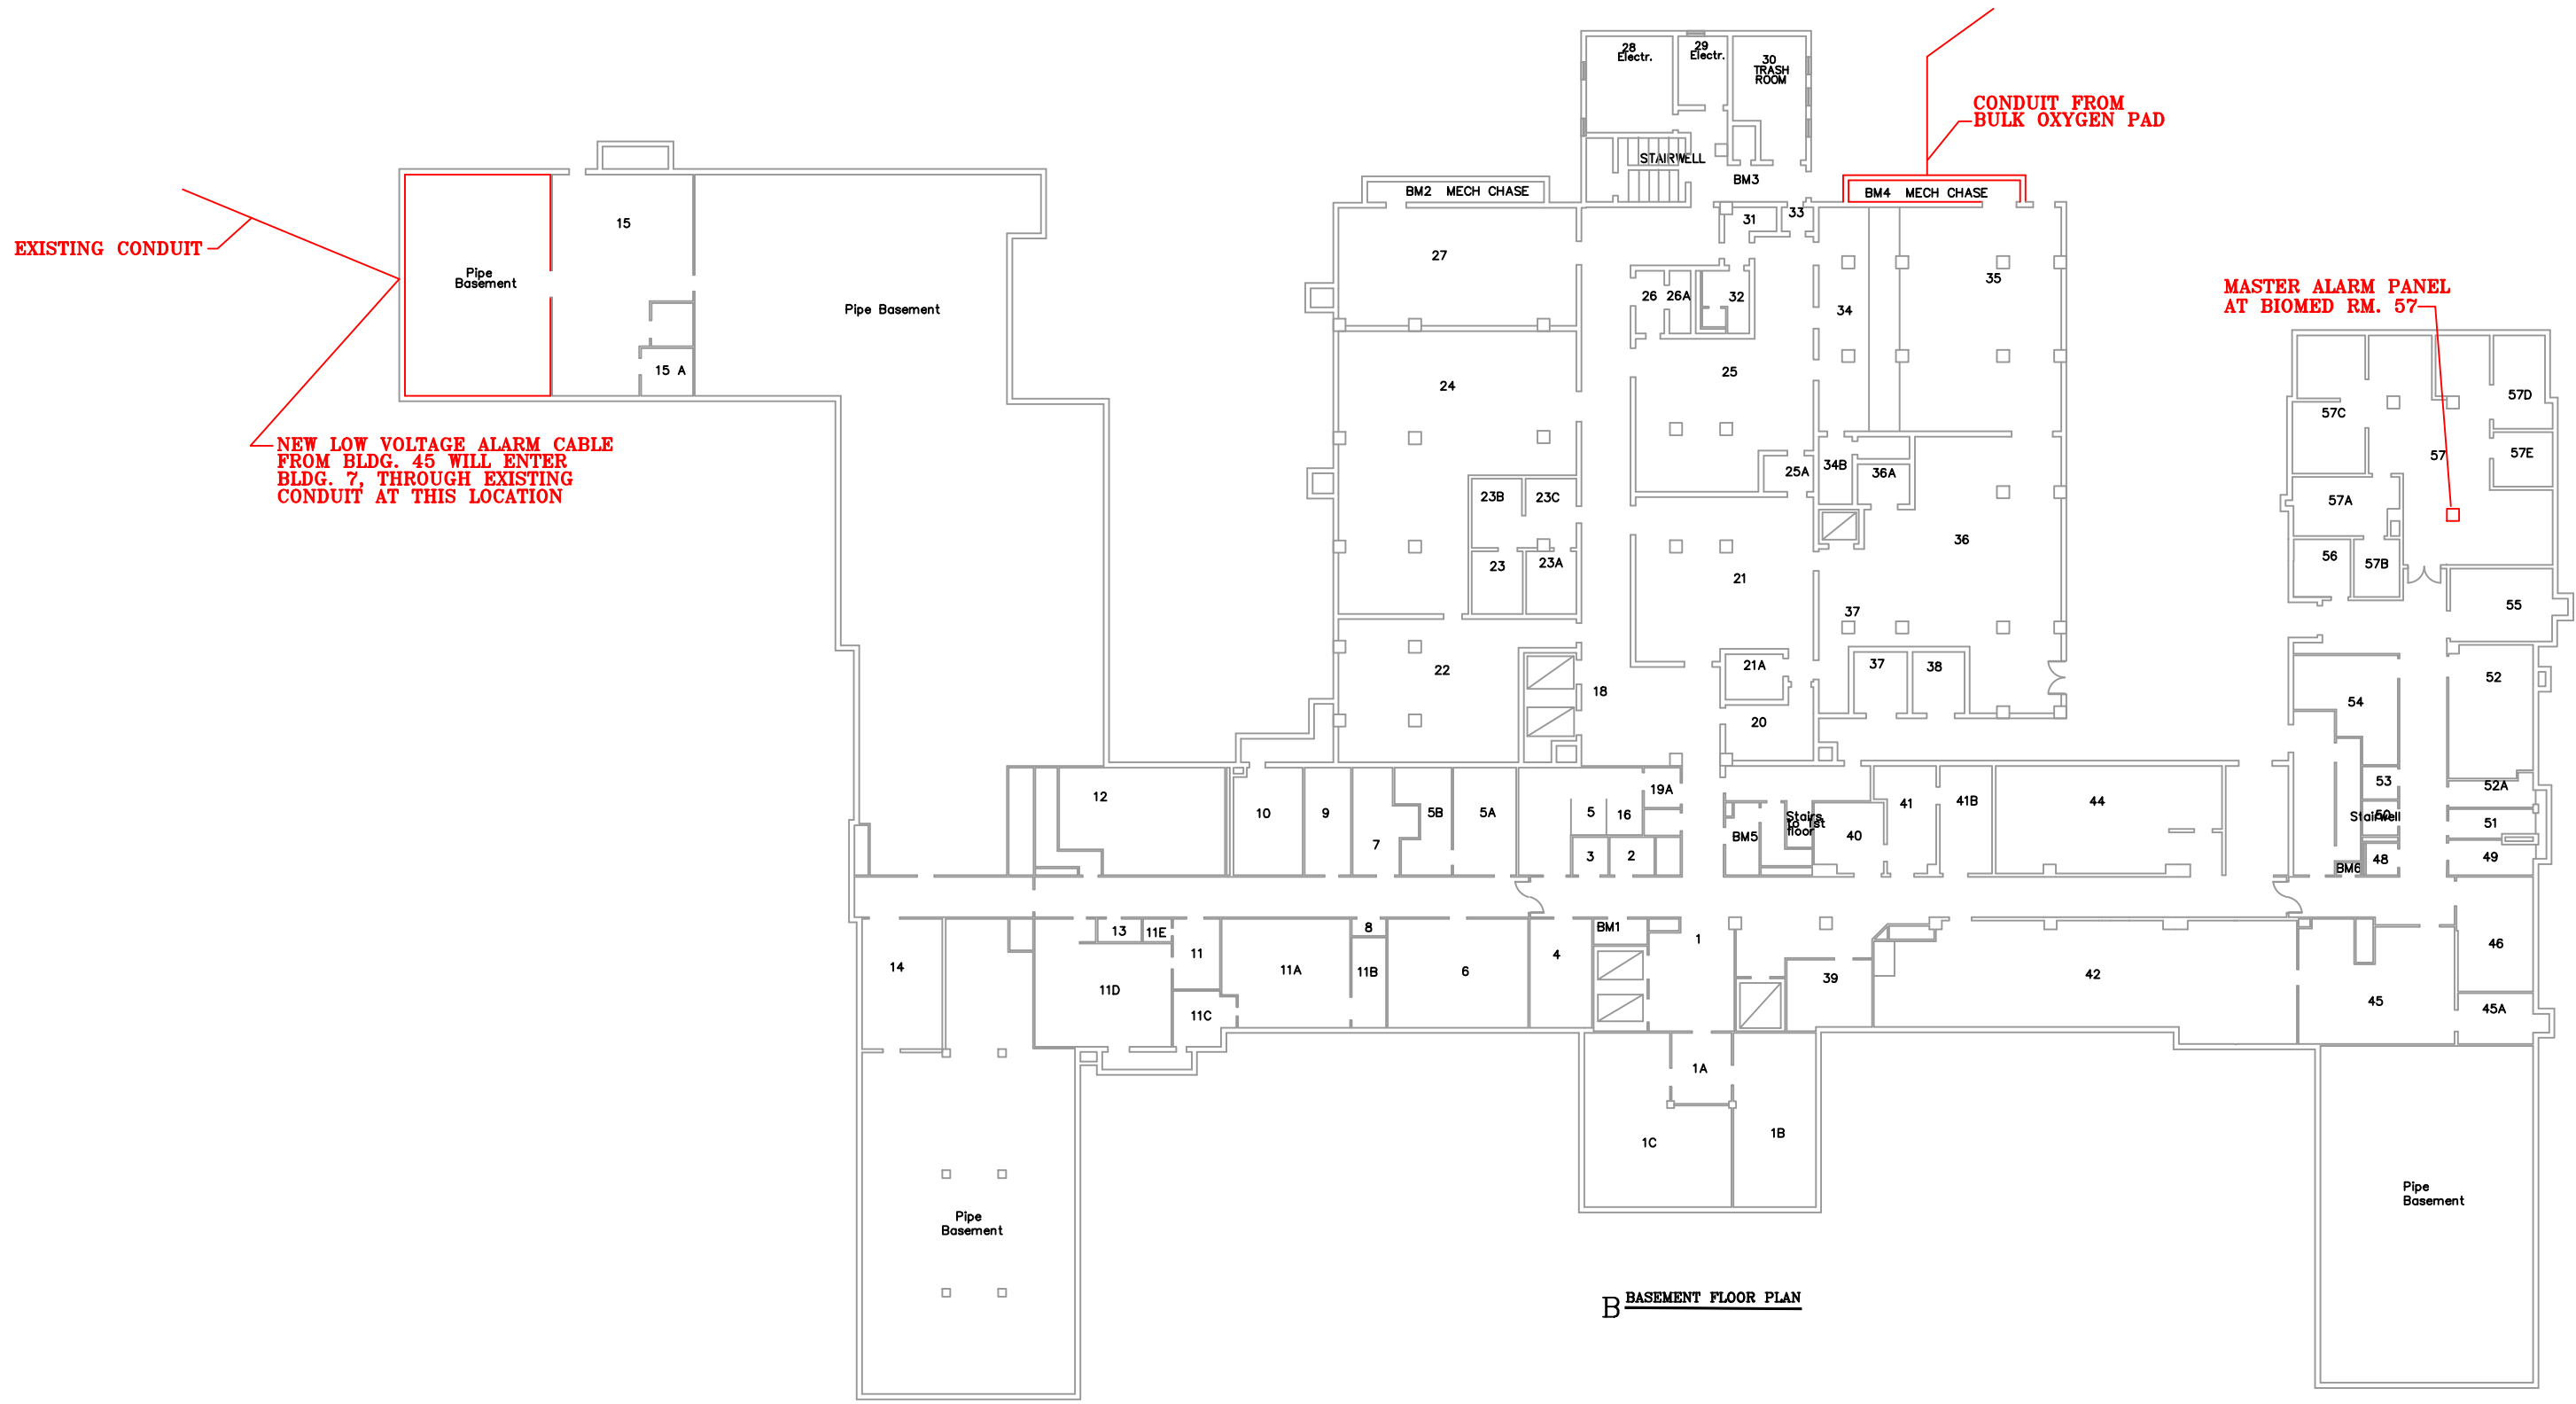 28
Electr.
29
Electr.
30
TRASH
ROOM
CONDUIT FROM
BULK OXYGEN PAD
STAIRWELL
BM3
BM2 MECH CHASE
BM4 MECH CHASE
EXISTING CONDUIT
15
Pipe
Basement
Pipe Basement
15 A
31
33
27
26
26A
32
35
34
MASTER ALARM PANEL
AT BIOMED RM. 57
24
25
57D
57C
57
57E
NEW LOW VOLTAGE ALARM CABLE
FROM BLDG. 45 WILL ENTER
BLDG. 7, THROUGH EXISTING
CONDUIT AT THIS LOCATION
25A
34B
36A
23B
23C
57A
36
56
57B
23
23A
21
37
55
22
18
21A
37
38
52
54
20
12
10
9
7
5B
5A
5
16
19A
3
2
BM5
Stairs
to 1st
floor
40
41
41B
44
53
52A
50
Stairwell
51
48
49
BM6
13
11E
8
BM1
1
14
11
11A
11B
6
4
39
42
46
11D
11C
45
45A
1A
1C
1B
Pipe
Basement
Pipe
Basement
B BASEMENT FLOOR PLAN